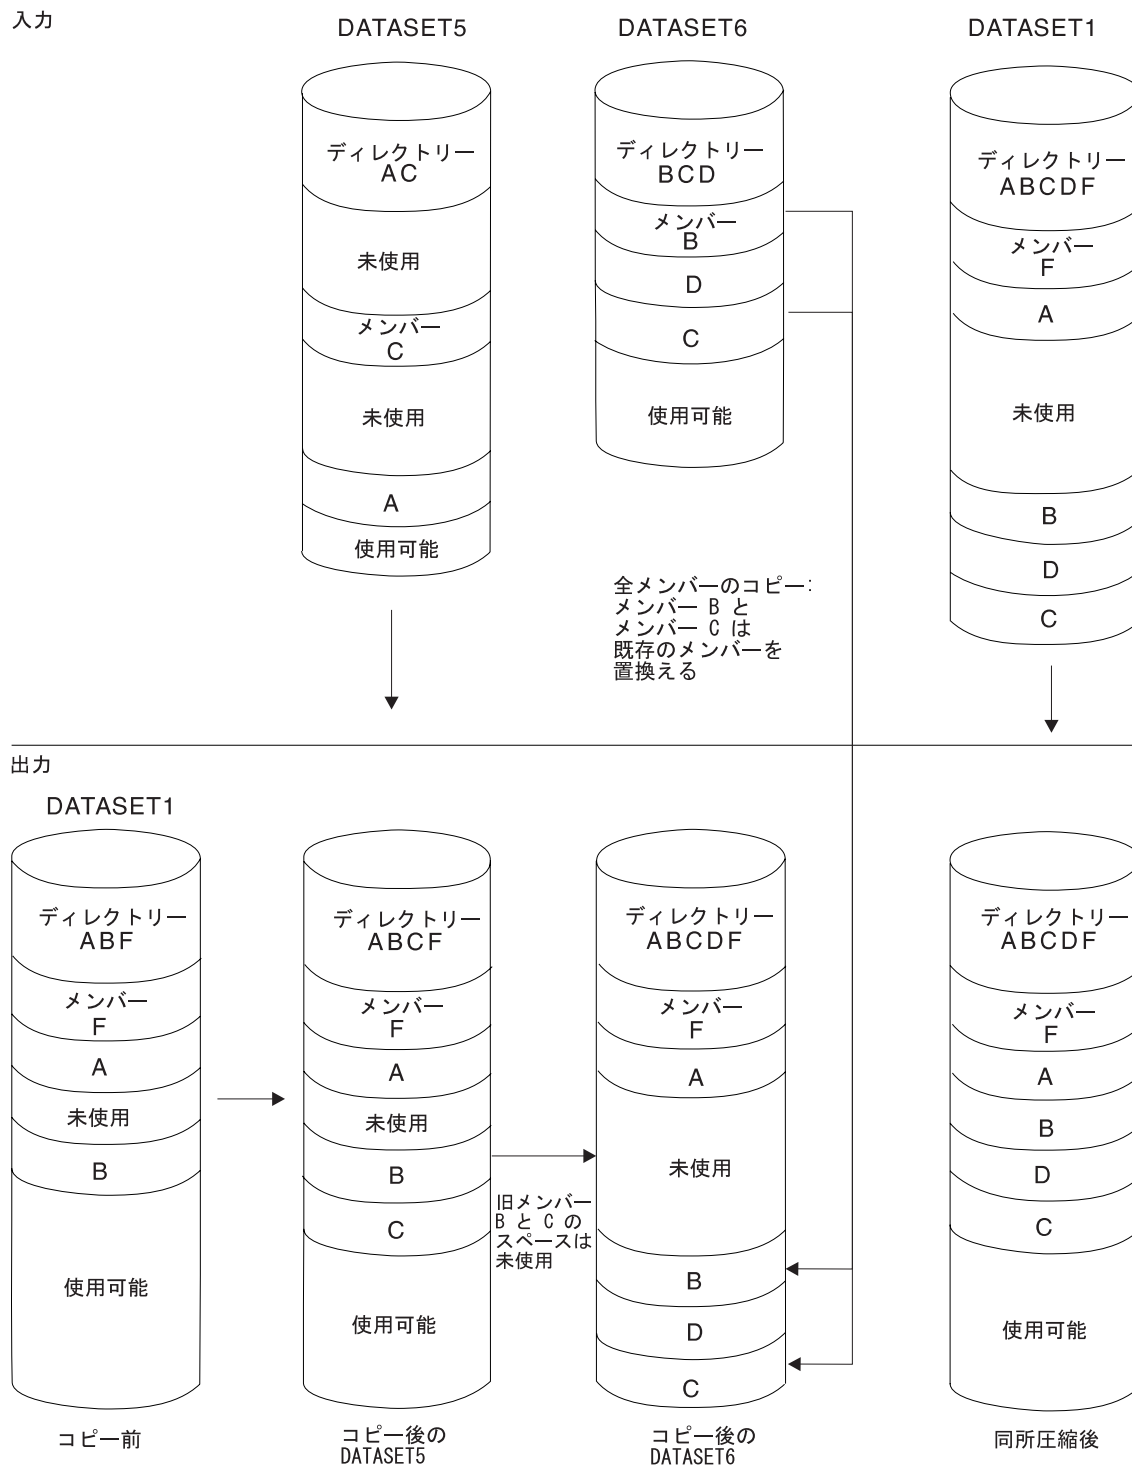 入力
DATASET5
DATASET6
DATASET1
ディレクトリー
AC
未使用
メンバー
C
未使用
A
使用可能
ディレクトリー
BCD
メンバー
B
D
C
使用可能
ディレクトリー
ABCDF
メンバー
F
A
未使用
B
D
C
全メンバーのコピー:
メンバー B と
メンバー C は
既存のメンバーを
置換える
出力
DATASET1
ディレクトリー
ABF
メンバー
F
A
未使用
B
使用可能
コピー前
ディレクトリー
ABCF
メンバー
F
A
未使用
B
C
使用可能
コピー後の
DATASET5
旧メンバー
B と C の
スペースは
未使用
ディレクトリー
ABCDF
メンバー
F
A
未使用
B
D
C
コピー後の
DATASET6
ディレクトリー
ABCDF
メンバー
F
A
B
D
C
使用可能
同所圧縮後